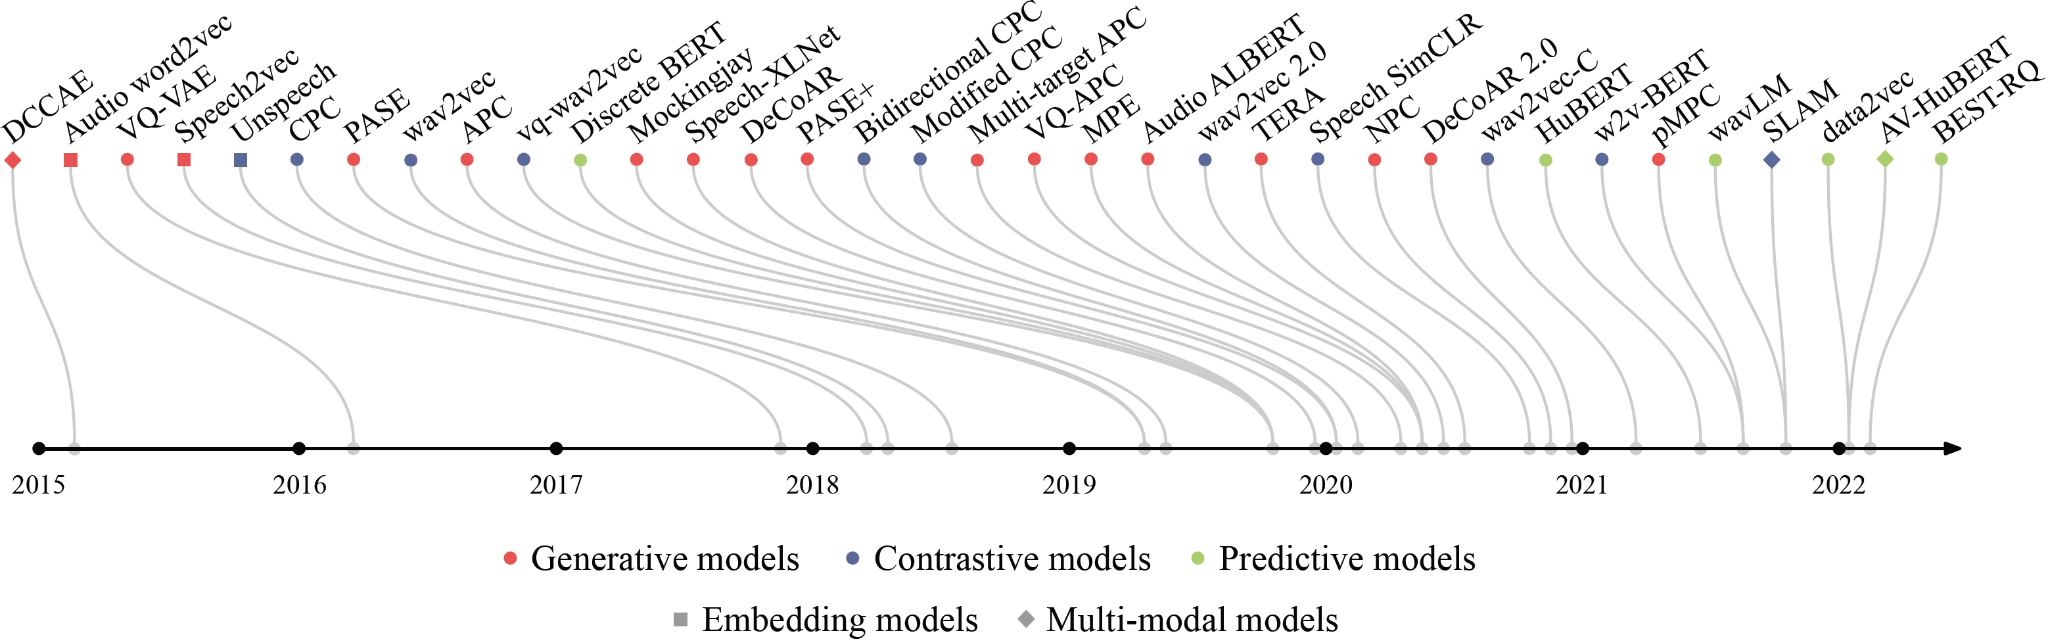 DCCAE
Audio word2vec
VQ-VAE
Speech2vec
Unspeech
CPC
PASE
wav2vec
APC
vq-wav2vec
Discrete BERT
Mockingjay
Speech-XLNet
DeCoAR
PASE+
Bidirectional CPC
Modified CPC
Multi-target APC
VQ-APC
MPE
Audio ALBERT
wav2vec 2.0
TERA
Speech SimCLR
NPC
DeCoAR 2.0
wav2vec-C
HuBERT
w2v-BERT
pMPC
wavLM
SLAM
data2vec
AV-HuBERT
BEST-RQ
2015 2016 2017 2018 2019 2020 2021 2022
Generative models Contrastive models Predictive models
Embedding models Multi-modal models